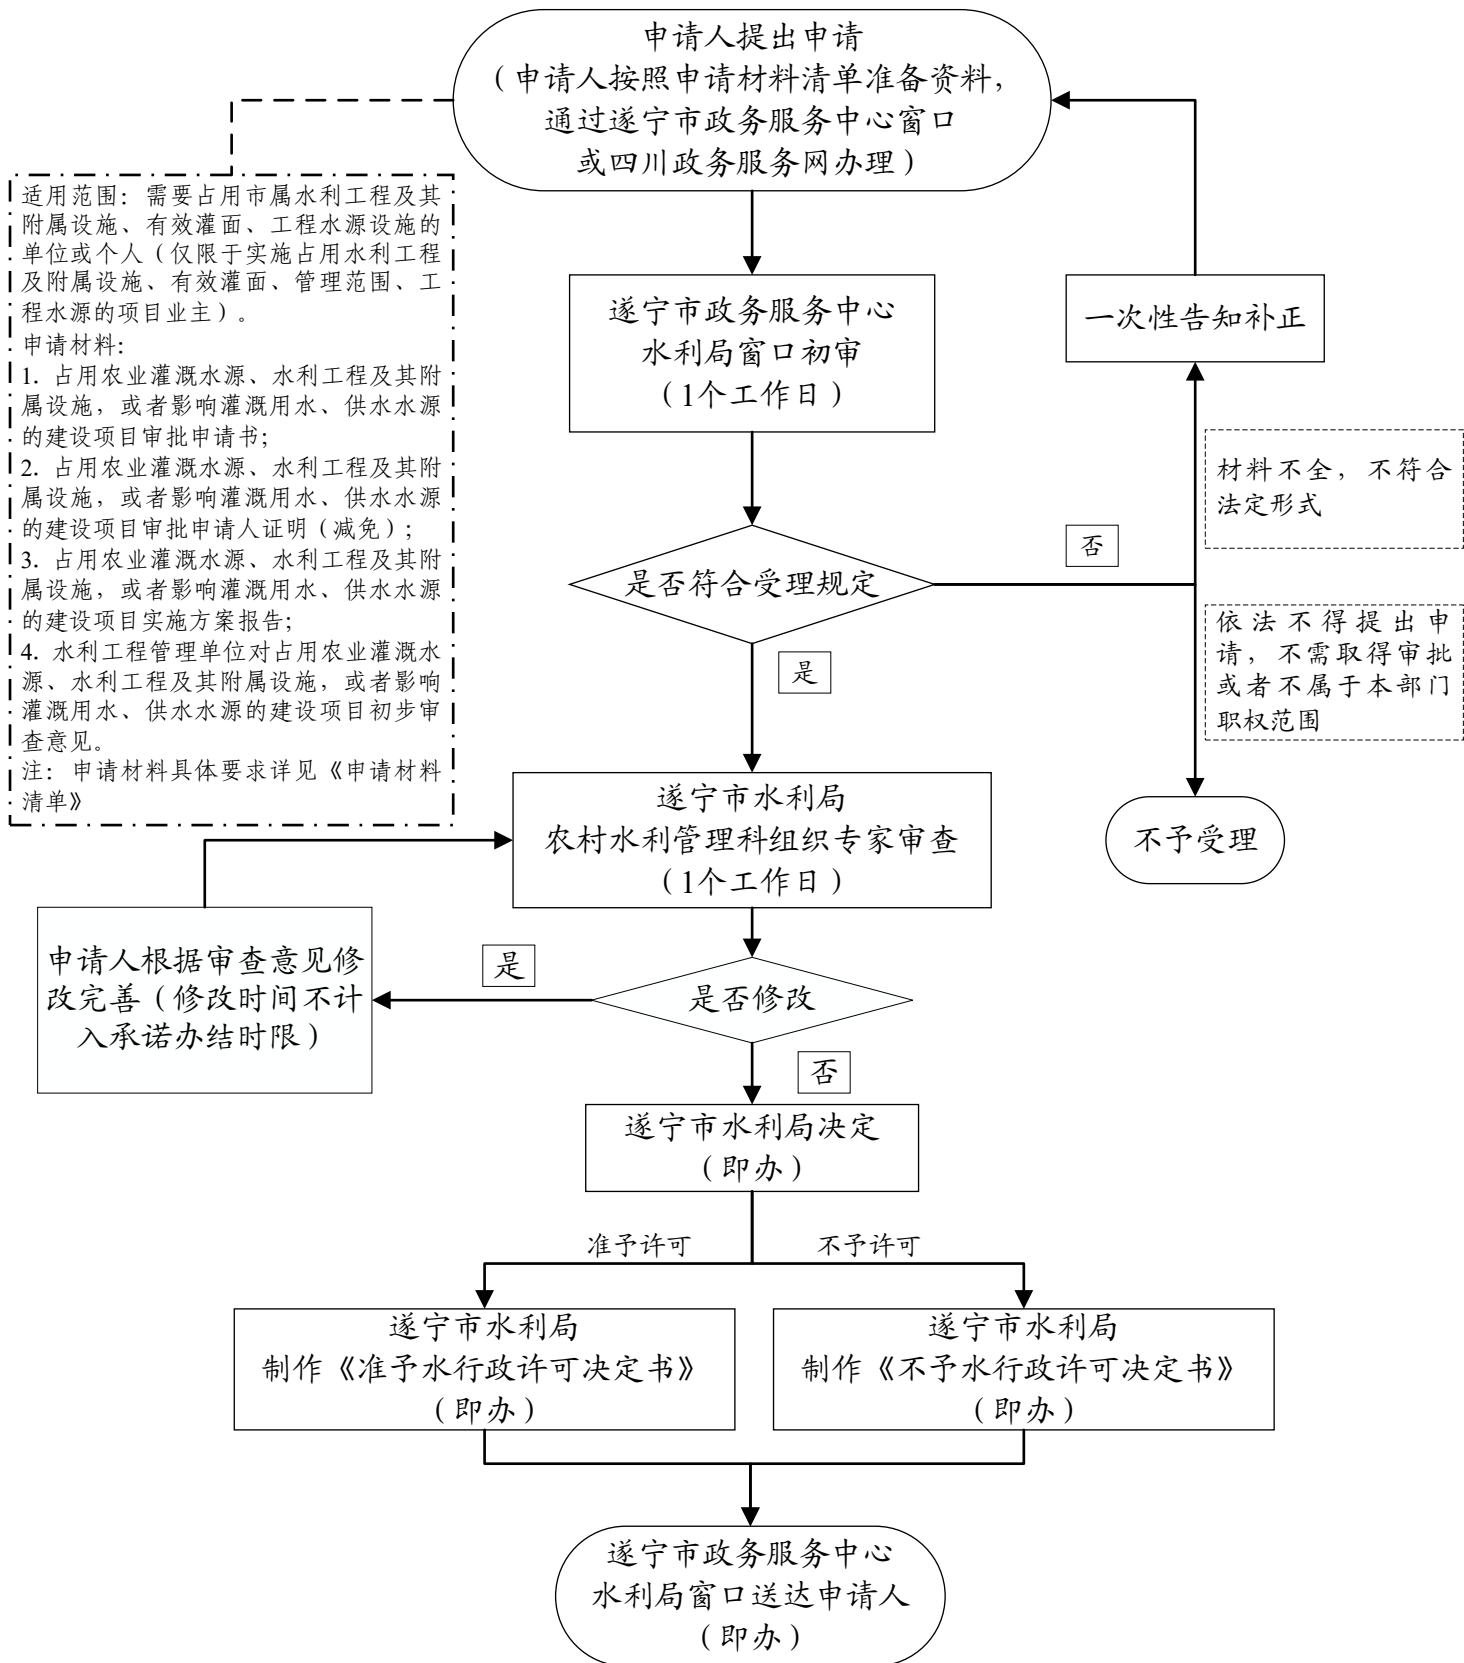 申请人提出申请
（申请人按照申请材料清单准备资料，
通过遂宁市政务服务中心窗口
或四川政务服务网办理）
适用范围：需要占用市属水利工程及其
附属设施、有效灌面、工程水源设施的
单位或个人（仅限于实施占用水利工程
及附属设施、有效灌面、管理范围、工
程水源的项目业主）。
申请材料：
1. 占用农业灌溉水源、水利工程及其附
属设施，或者影响灌溉用水、供水水源
的建设项目审批申请书；
2. 占用农业灌溉水源、水利工程及其附
属设施，或者影响灌溉用水、供水水源
的建设项目审批申请人证明（减免）；
3. 占用农业灌溉水源、水利工程及其附
属设施，或者影响灌溉用水、供水水源
的建设项目实施方案报告；
4. 水利工程管理单位对占用农业灌溉水
源、水利工程及其附属设施，或者影响
灌溉用水、供水水源的建设项目初步审
查意见。
注：申请材料具体要求详见《申请材料
清单》
遂宁市政务服务中心
水利局窗口初审
（1个工作日）
一次性告知补正
材料不全，不符合
法定形式
否
是否符合受理规定
依法不得提出申
请，不需取得审批
或者不属于本部门
职权范围
是
遂宁市水利局
农村水利管理科组织专家审查
（1个工作日）
不予受理
申请人根据审查意见修
改完善（修改时间不计
入承诺办结时限）
是
是否修改
否
遂宁市水利局决定
（即办）
准予许可
不予许可
遂宁市水利局
制作《准予水行政许可决定书》
（即办）
遂宁市水利局
制作《不予水行政许可决定书》
（即办）
遂宁市政务服务中心
水利局窗口送达申请人
（即办）